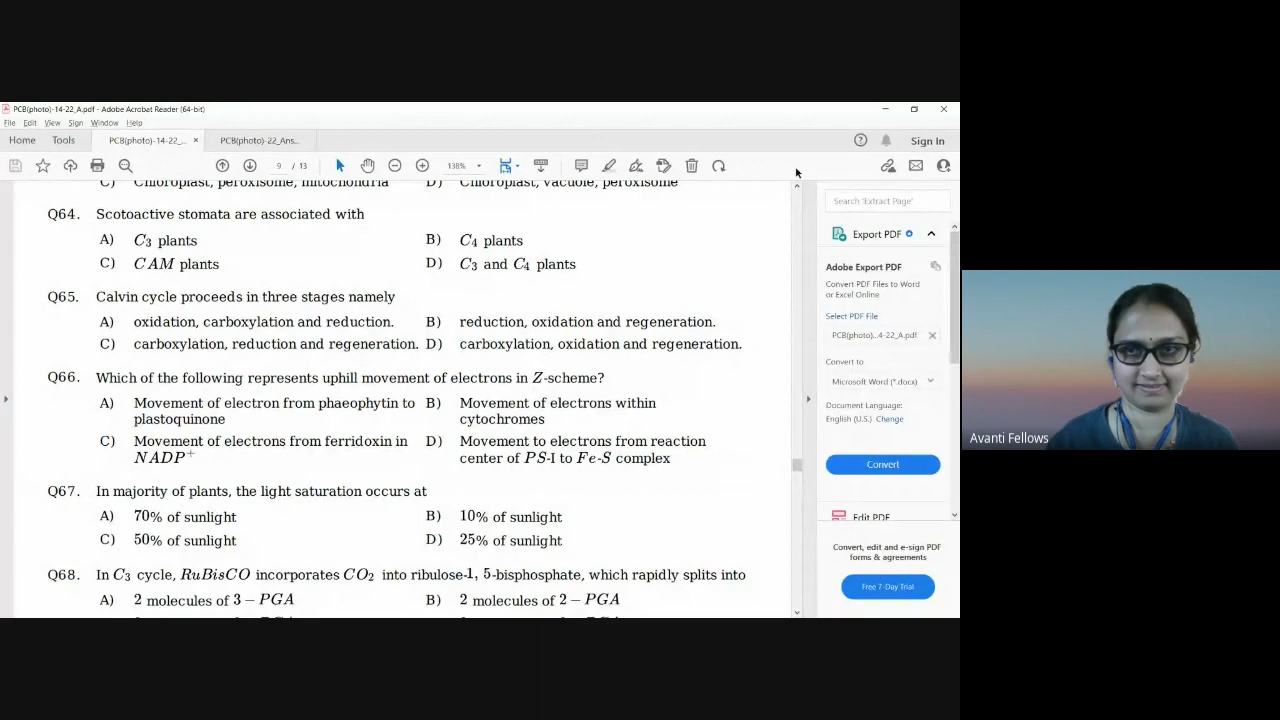 PCB(photo)-14-22_A.pdf - Adobe Acrobat Reader (64-bit)
File Edit View Sign Window Help
Home Tools PCB(photo)-14-22_... × PCB(photo)-22_Ans... Sign In
9 / 13 138%
C) Chloroplast, peroxisome, mitochondria D) Chloroplast, vacuole, peroxisome
Q64. Scotoactive stomata are associated with
A) C3 plants B) C4 plants
C) CAM plants D) C3 and C4 plants
Q65. Calvin cycle proceeds in three stages namely
A) oxidation, carboxylation and reduction. B) reduction, oxidation and regeneration.
C) carboxylation, reduction and regeneration. D) carboxylation, oxidation and regeneration.
Q66. Which of the following represents uphill movement of electrons in Z-scheme?
A) Movement of electron from phaeophytin to plastoquinone B) Movement of electrons within cytochromes
C) Movement of electrons from ferridoxin in NADP+ D) Movement to electrons from reaction center of PS-I to Fe-S complex
Q67. In majority of plants, the light saturation occurs at
A) 70% of sunlight B) 10% of sunlight
C) 50% of sunlight D) 25% of sunlight
Q68. In C3 cycle, RuBisCO incorporates CO2 into ribulose-1, 5-bisphosphate, which rapidly splits into
A) 2 molecules of 3 − PGA B) 2 molecules of 2 − PGA
Search 'Extract Page'
Export PDF
Adobe Export PDF
Convert PDF Files to Word
or Excel Online
Select PDF File
PCB(photo)...4-22_A.pdf
Convert to
Microsoft Word (*.docx)
Document Language:
English (U.S.) Change
Convert
Edit PDF
Convert, edit and e-sign PDF
forms & agreements
Free 7-Day Trial
Avanti Fellows